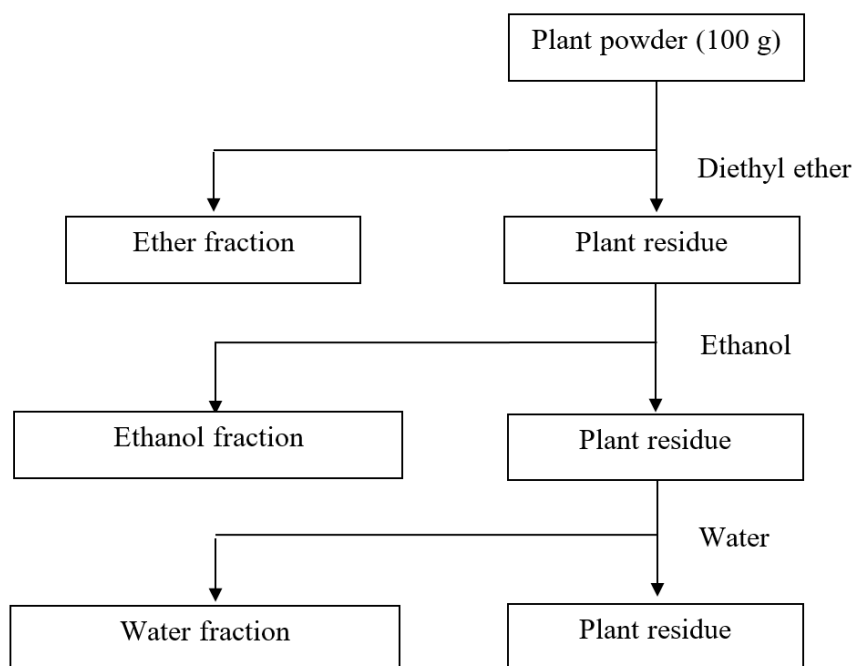 Plant powder (100 g)
Diethyl ether
Ether fraction
Plant residue
Ethanol
Ethanol fraction
Plant residue
Water
Water fraction
Plant residue